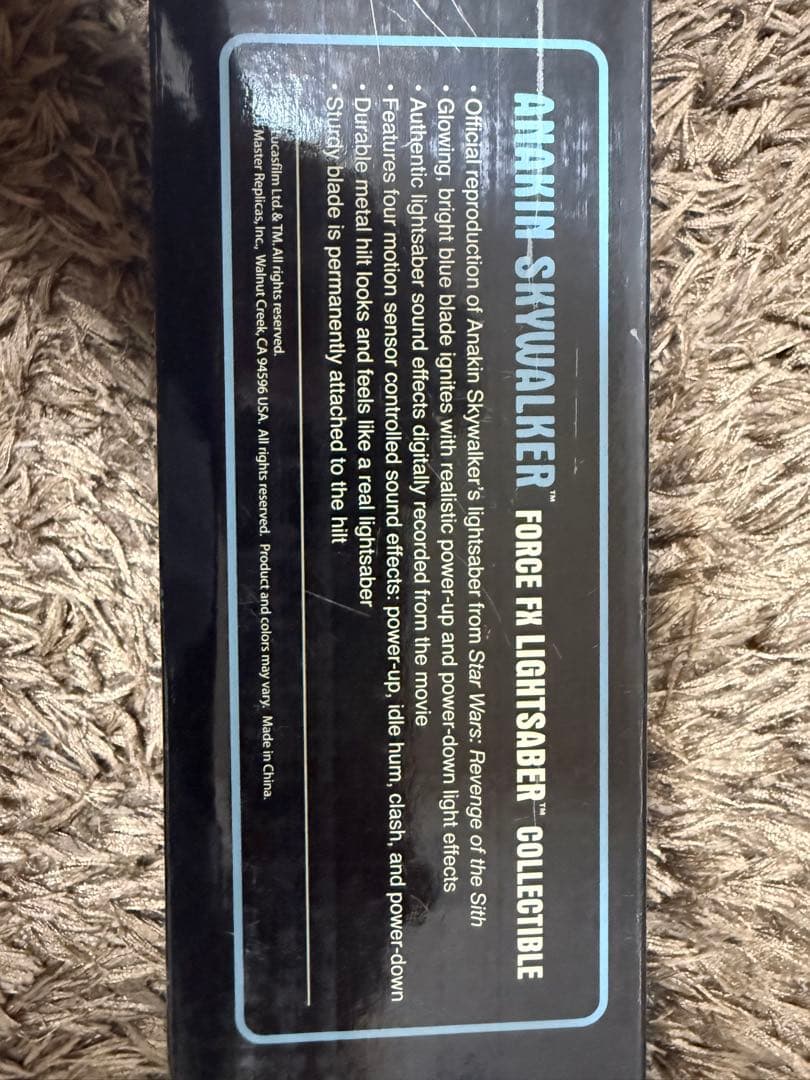 ANAKIN SKYWALKER™ FORCE FX LIGHTSABER™ COLLECTIBLE
• Official reproduction of Anakin Skywalker's lightsaber from Star Wars: Revenge of the Sith
• Glowing, bright blue blade ignites with realistic power-up and power-down light effects
• Authentic lightsaber sound effects digitally recorded from the movie
• Features four motion sensor controlled sound effects: power-up, idle hum, clash, and power-down
• Durable metal hilt looks and feels like a real lightsaber
• Sturdy blade is permanently attached to the hilt
Ltd. & TM. All rights reserved.
Master Replicas, Inc., Walnut Creek, CA 94596 USA. All rights reserved. Product and colors may vary. Made in China.